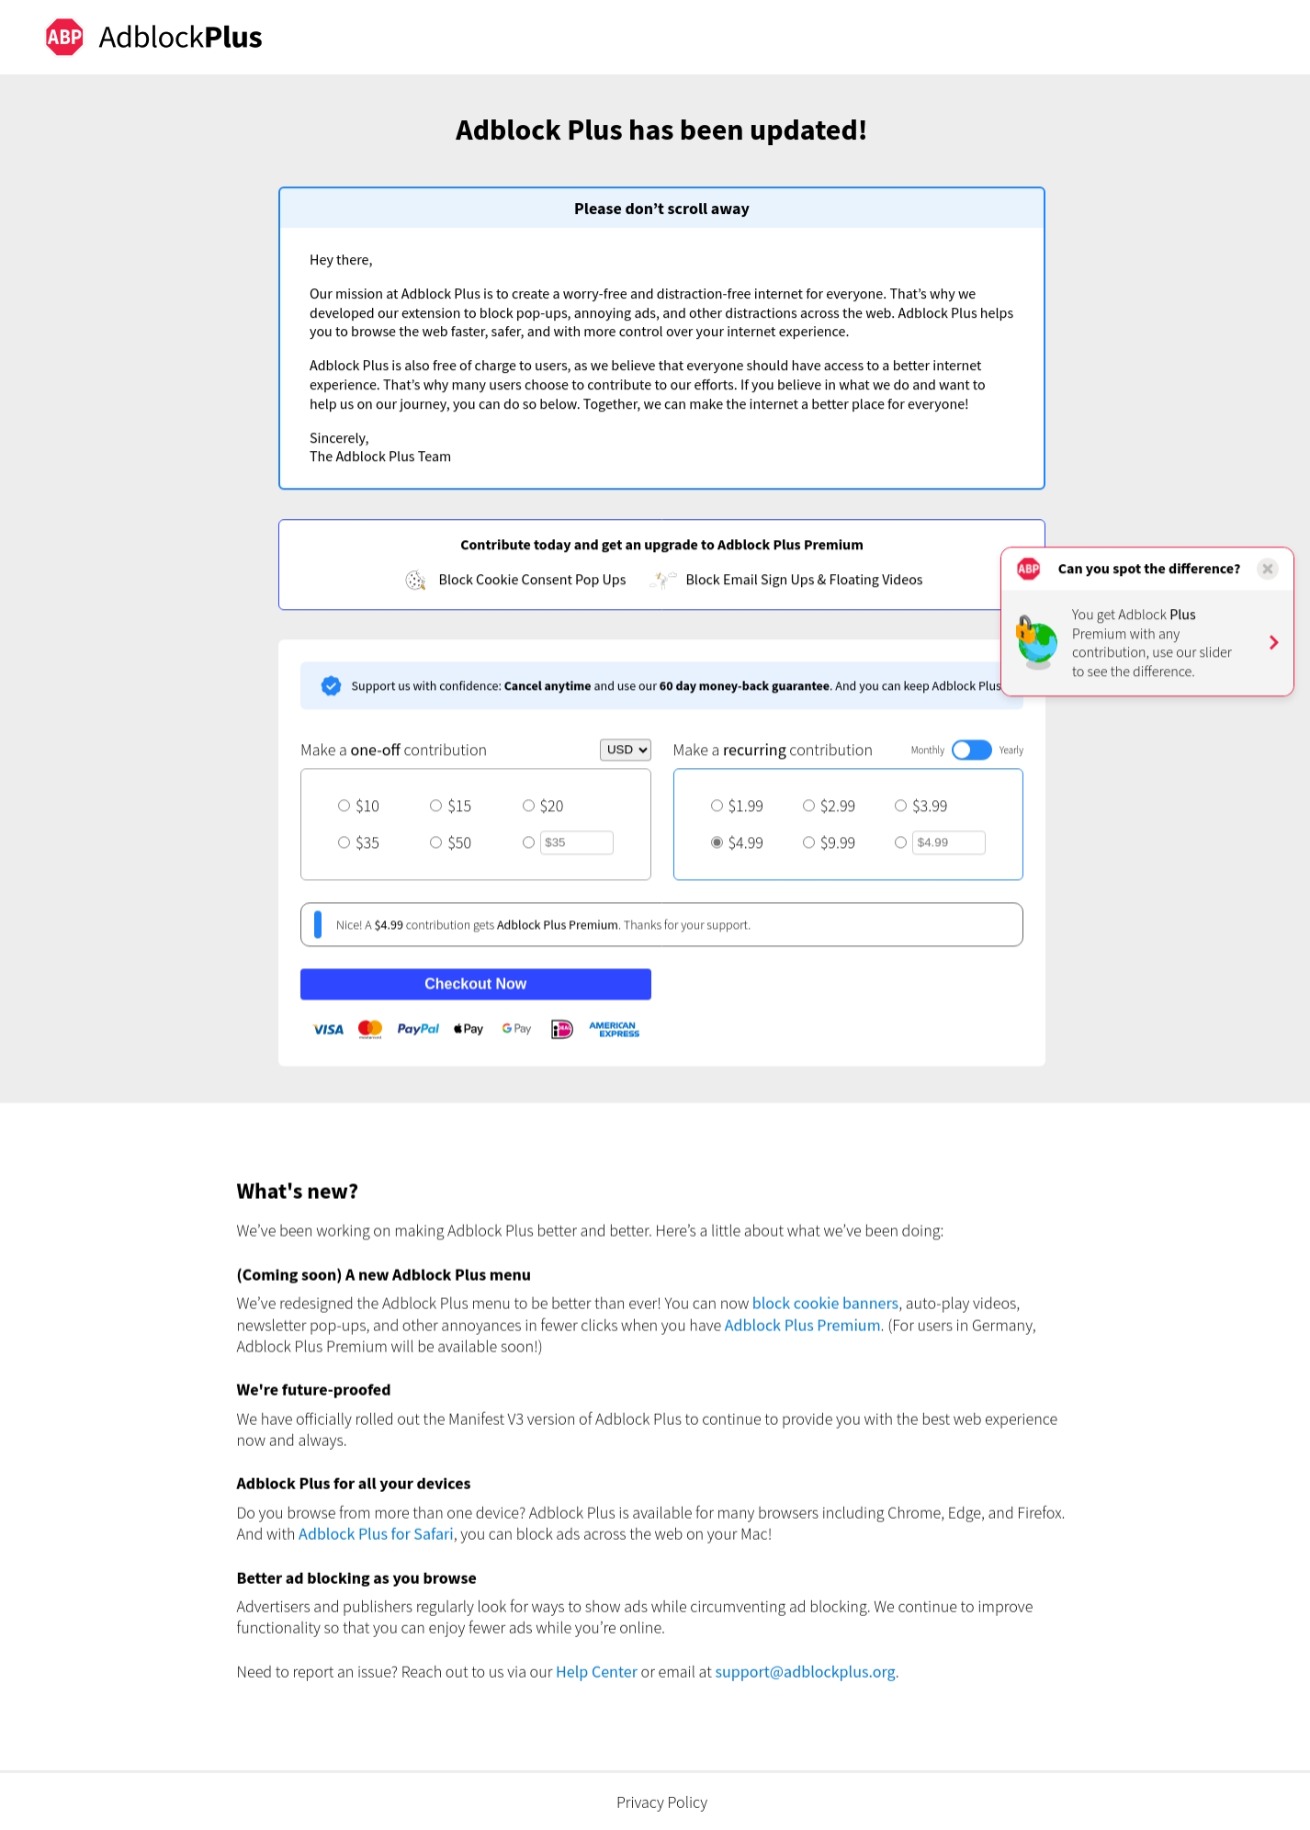 ABP AdblockPlus
Adblock Plus has been updated!
Please don’t scroll away
Hey there,
Our mission at Adblock Plus is to create a worry-free and distraction-free internet for everyone. That’s why we
developed our extension to block pop-ups, annoying ads, and other distractions across the web. Adblock Plus helps
you to browse the web faster, safer, and with more control over your internet experience.
Adblock Plus is also free of charge to users, as we believe that everyone should have access to a better internet
experience. That’s why many users choose to contribute to our efforts. If you believe in what we do and want to
help us on our journey, you can do so below. Together, we can make the internet a better place for everyone!
Sincerely,
The Adblock Plus Team
Contribute today and get an upgrade to Adblock Plus Premium
Block Cookie Consent Pop Ups Block Email Sign Ups & Floating Videos
ABP Can you spot the difference?
You get Adblock Plus
Premium with any
contribution, use our slider
to see the difference.
Support us with confidence: Cancel anytime and use our 60 day money-back guarantee. And you can keep Adblock Plus
Make a one-off contribution USD
$10 $15 $20
$35 $50 $35
Make a recurring contribution Monthly Yearly
$1.99 $2.99 $3.99
$4.99 $9.99 $4.99
Nice! A $4.99 contribution gets Adblock Plus Premium. Thanks for your support.
Checkout Now
VISA PayPal Pay G Pay iDEAL AMERICAN EXPRESS
What's new?
We’ve been working on making Adblock Plus better and better. Here’s a little about what we’ve been doing:
(Coming soon) A new Adblock Plus menu
We’ve redesigned the Adblock Plus menu to be better than ever! You can now block cookie banners, auto-play videos,
newsletter pop-ups, and other annoyances in fewer clicks when you have Adblock Plus Premium. (For users in Germany,
Adblock Plus Premium will be available soon!)
We're future-proofed
We have officially rolled out the Manifest V3 version of Adblock Plus to continue to provide you with the best web experience
now and always.
Adblock Plus for all your devices
Do you browse from more than one device? Adblock Plus is available for many browsers including Chrome, Edge, and Firefox.
And with Adblock Plus for Safari, you can block ads across the web on your Mac!
Better ad blocking as you browse
Advertisers and publishers regularly look for ways to show ads while circumventing ad blocking. We continue to improve
functionality so that you can enjoy fewer ads while you’re online.
Need to report an issue? Reach out to us via our Help Center or email at support@adblockplus.org.
Privacy Policy